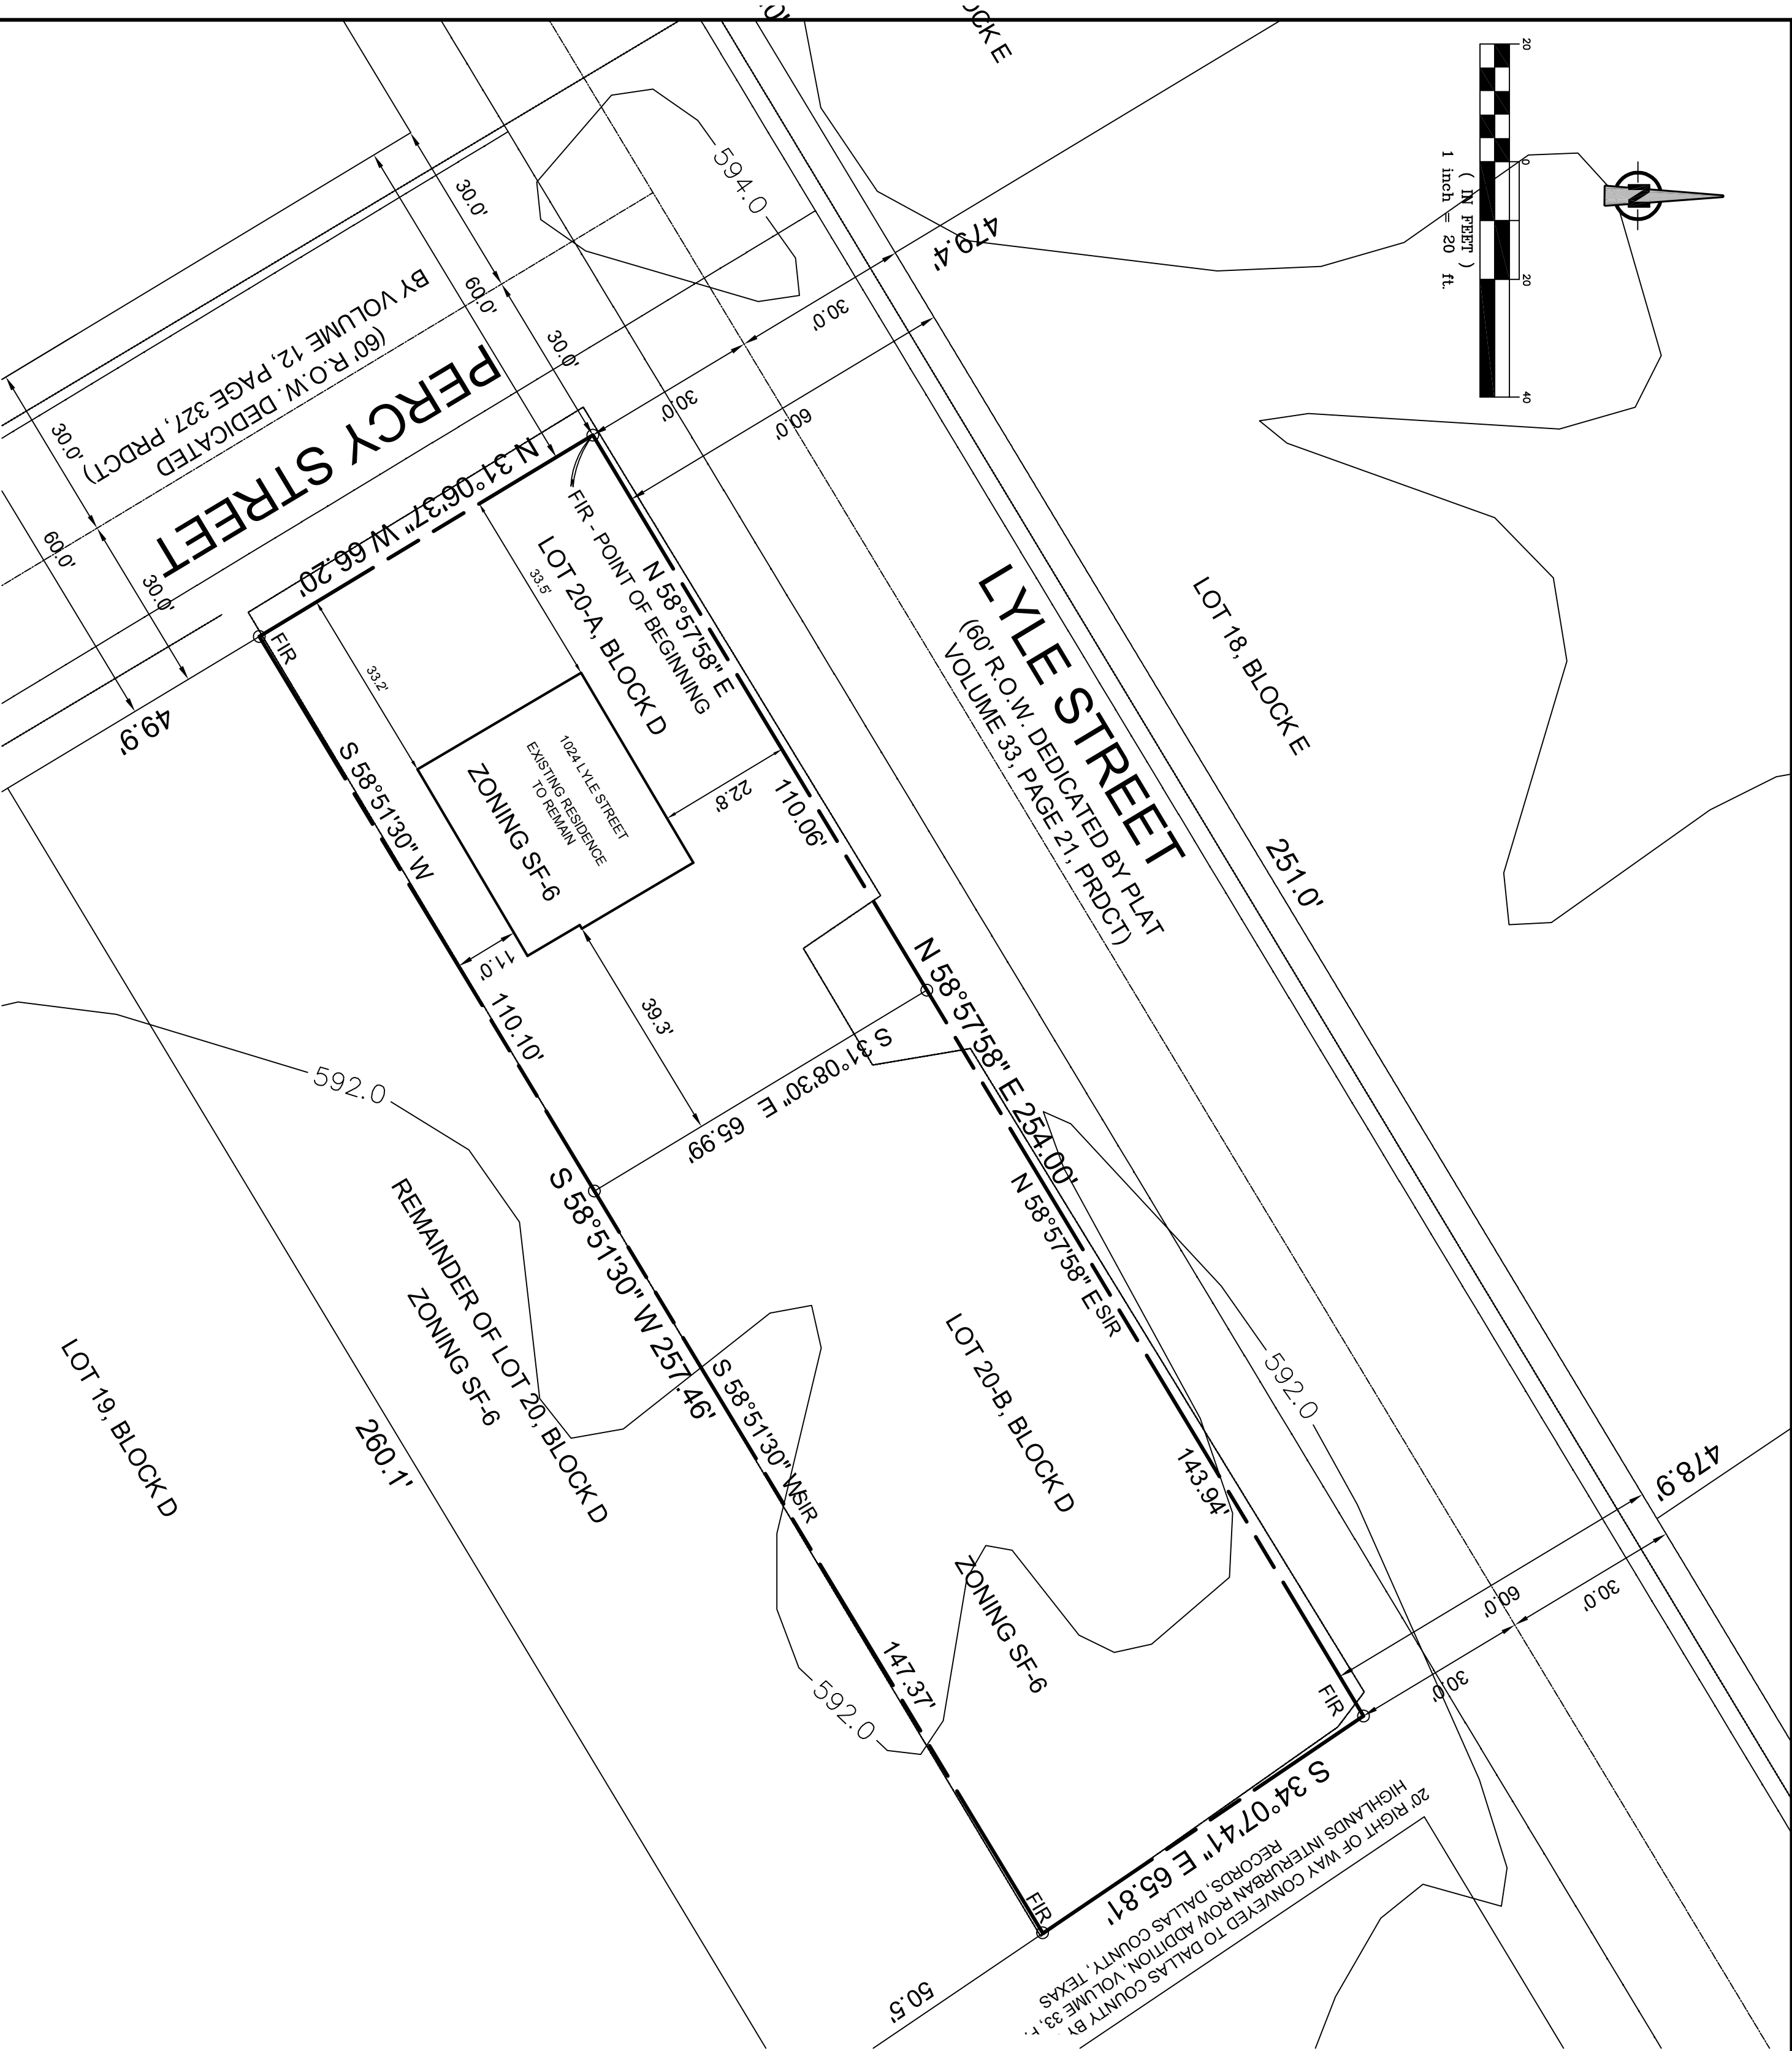 OCK E
20
0
20
40
( IN FEET )
1 inch = 20 ft.
N
594.0
479.4'
30.0'
60.0'
30.0'
30.0'
30.0'
60.0'
PERCY STREET
(60' R.O.W. DEDICATED
BY VOLUME 12, PAGE 327, PRDCT)
30.0'
60.0'
30.0'
N 31°06'37" W 66.20'
FIR - POINT OF BEGINNING
N 58°57'58" E
110.06'
LOT 20-A, BLOCK D
33.5'
33.2'
FIR
49.9'
1024 LYLE STREET
EXISTING RESIDENCE
TO REMAIN
ZONING SF-6
22.8'
11.0'
39.3'
S 58°51'30" W
110.10'
LYLE STREET
(60' R.O.W. DEDICATED BY PLAT
VOLUME 33, PAGE 21, PRDCT)
LOT 18, BLOCK E
251.0'
N 58°57'58" E 254.00'
S 31°08'30" E 65.99'
592.0
S 58°51'30" W 257.46'
REMAINDER OF LOT 20, BLOCK D
ZONING SF-6
LOT 19, BLOCK D
260.1'
N 58°57'58" E
SIR
143.94'
592.0
LOT 20-B, BLOCK D
ZONING SF-6
S 58°51'30" W
SIR
147.37'
592.0
478.9'
60.0'
30.0'
30.0'
FIR
FIR
S 34°07'41" E 65.81'
50.5'
20' RIGHT OF WAY CONVEYED TO DALLAS COUNTY BY
HIGHLANDS INTERURBAN ROW ADDITION, VOLUME 33,
RECORDS, DALLAS COUNTY, TEXAS